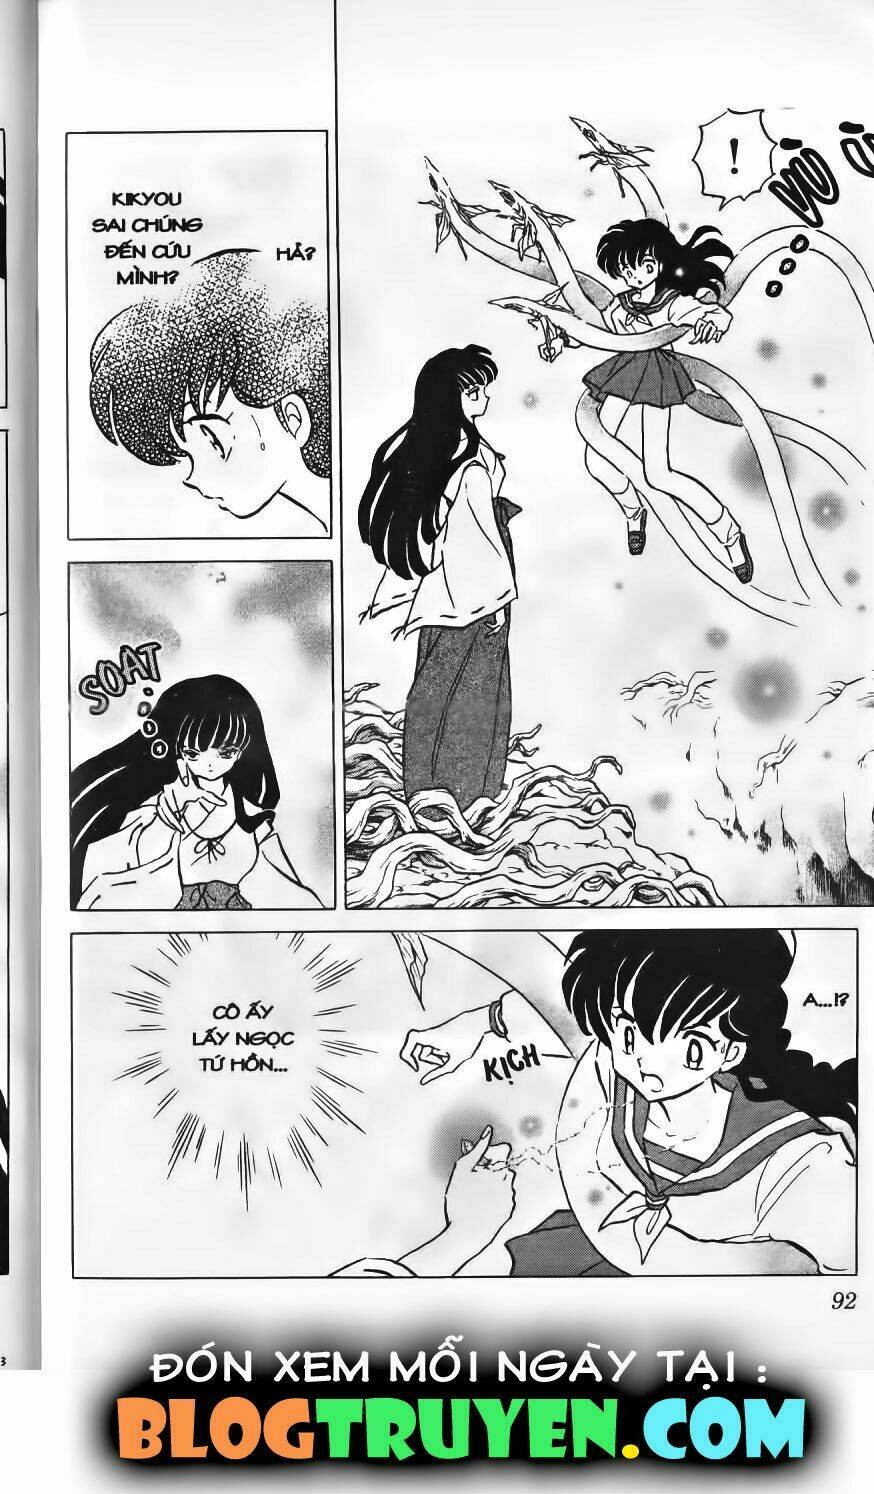 !
VÙ Ù
KIKYOU
SAI CHÚNG
ĐẾN CỨU
MÌNH?
HẢ?
SOẠT
A...!?
KỊCH
CÔ ẤY
LẤY NGỌC
TỨ HỒN...
92
3
ĐÓN XEM MỖI NGÀY TẠI :
BLOGTRUYEN.COM